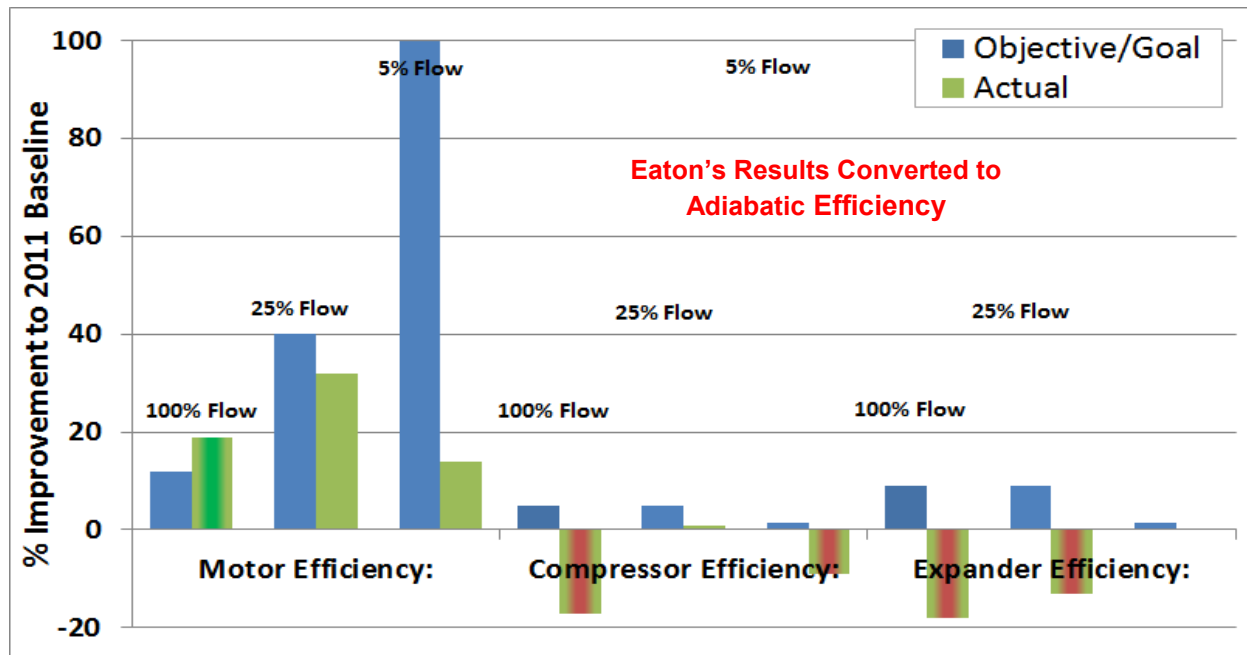 % Improvement to 2011 Baseline
100
80
60
40
20
0
-20
Objective/Goal
Actual
5% Flow
5% Flow
Eaton’s Results Converted to
Adiabatic Efficiency
25% Flow
25% Flow
25% Flow
100% Flow
100% Flow
100% Flow
Motor Efficiency:
Compressor Efficiency:
Expander Efficiency: